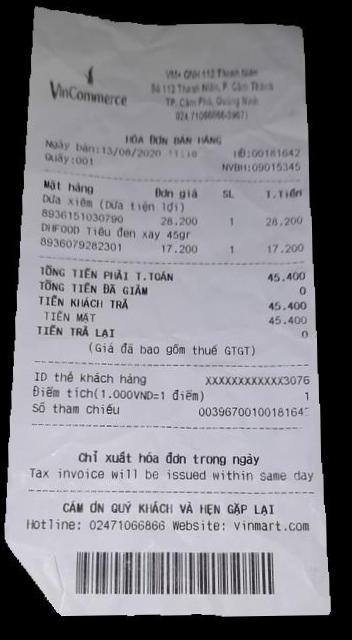 VinCommerce
VM+ QNH 112 Thanh Niên
Số 112 Thanh Niên, P. Cẩm Thành
TP. Cẩm Phả, Quảng Ninh
024.71066866-3967)
HÓA ĐƠN BÁN HÀNG
Ngày bán:13/08/2020 HĐ:00181642
Quầy:001 NVBH:09015345
Mặt hàng Đơn giá SL T.Tiền
Dừa xiêm (Dừa tiện lợi)
8936151030790 28.200 1 28.200
DHFOOD Tiêu đen xay 45gr
8936079282301 17.200 1 17.200
TỔNG TIỀN PHẢI T.TOÁN 45.400
TỔNG TIỀN ĐÃ GIẢM 0
TIỀN KHÁCH TRẢ 45.400
TIỀN MẶT 45.400
TIỀN TRẢ LẠI 0
(Giá đã bao gồm thuế GTGT)
ID thẻ khách hàng XXXXXXXXXXXX3076
Điểm tích(1.000VND=1 điểm) 1
Số tham chiếu
Chỉ xuất hóa đơn trong ngày
Tax invoice will be issued within same day
CẢM ƠN QUÝ KHÁCH VÀ HẸN GẶP LẠI
Hotline: 02471066866 Website: vinmart.com